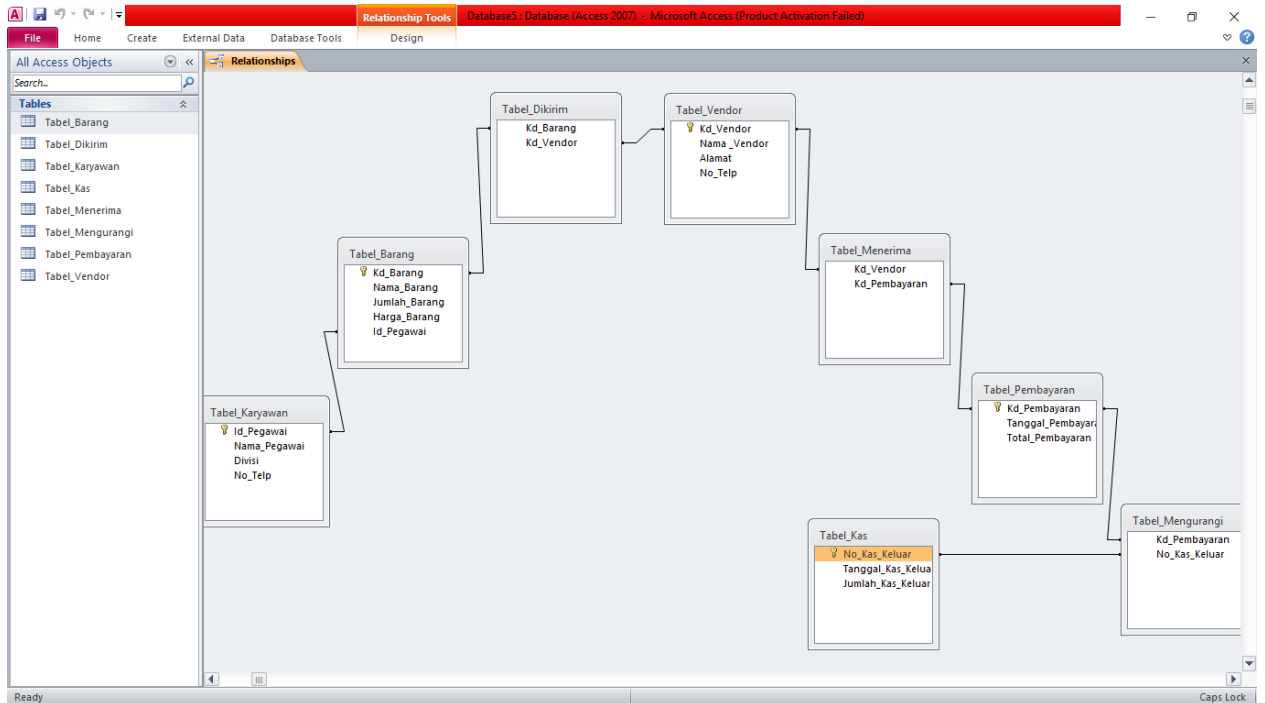 Relationship Tools
Database5 : Database (Access 2007) - Microsoft Access (Product Activation Failed)
File Home Create External Data Database Tools Design
All Access Objects
Search...
Tables
Tabel_Barang
Tabel_Dikirim
Tabel_Karyawan
Tabel_Kas
Tabel_Menerima
Tabel_Mengurangi
Tabel_Pembayaran
Tabel_Vendor
Relationships
Tabel_Dikirim
Kd_Barang
Kd_Vendor
Tabel_Vendor
Kd_Vendor
Nama _Vendor
Alamat
No_Telp
Tabel_Barang
Kd_Barang
Nama_Barang
Jumlah_Barang
Harga_Barang
Id_Pegawai
Tabel_Menerima
Kd_Vendor
Kd_Pembayaran
Tabel_Karyawan
Id_Pegawai
Nama_Pegawai
Divisi
No_Telp
Tabel_Pembayaran
Kd_Pembayaran
Tanggal_Pembayara
Total_Pembayaran
Tabel_Kas
No_Kas_Keluar
Tanggal_Kas_Kelua
Jumlah_Kas_Keluar
Tabel_Mengurangi
Kd_Pembayaran
No_Kas_Keluar
Ready
Caps Lock